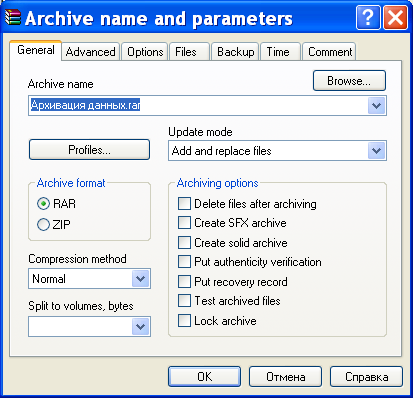 Archive name and parameters
General Advanced Options Files Backup Time Comment
Archive name
Browse...
Архивация данных.rar
Profiles...
Update mode
Add and replace files
Archive format
RAR
ZIP
Compression method
Normal
Split to volumes, bytes
Archiving options
Delete files after archiving
Create SFX archive
Create solid archive
Put authenticity verification
Put recovery record
Test archived files
Lock archive
OK Отмена Справка